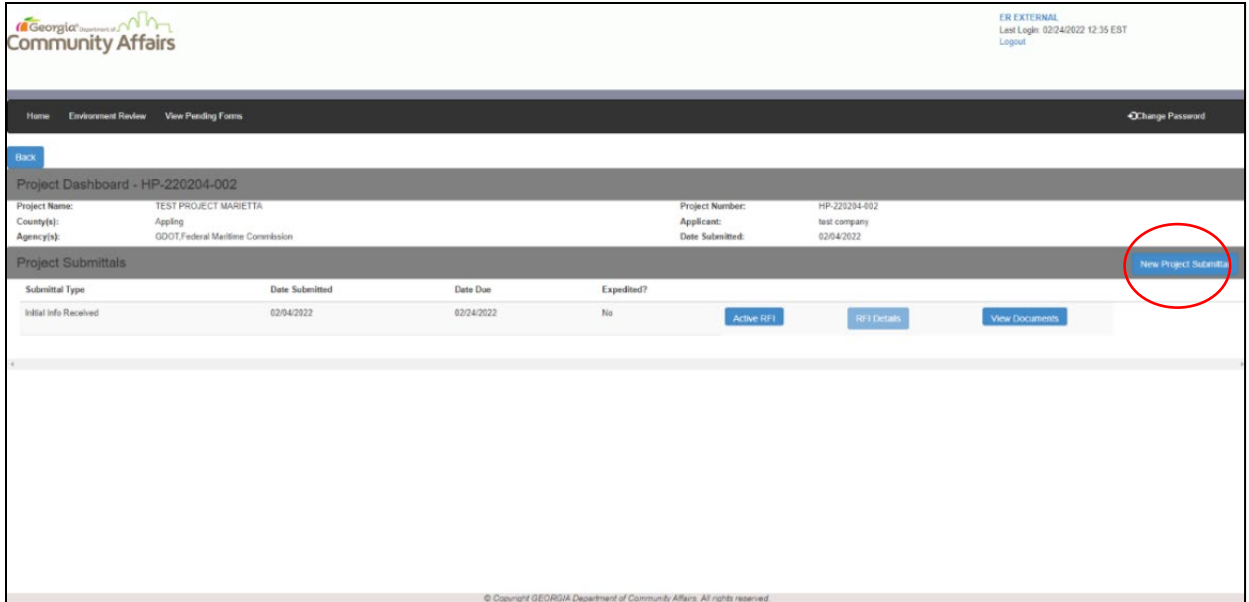 Georgia® Department of
Community Affairs
ER EXTERNAL
Last Login: 02/24/2022 12:35 EST
Logout
Home Environment Review View Pending Forms Change Password
Back
Project Dashboard - HP-220204-002
Project Name: TEST PROJECT MARIETTA Project Number: HP-220204-002
County(s): Appling Applicant: test company
Agency(s): GDOT,Federal Maritime Commission Date Submitted: 02/04/2022
Project Submittals New Project Submittal
Submittal Type Date Submitted Date Due Expedited?
Initial Info Received 02/04/2022 02/24/2022 No Active RFI RFI Details View Documents
© Copyright GEORGIA Department of Community Affairs. All rights reserved.